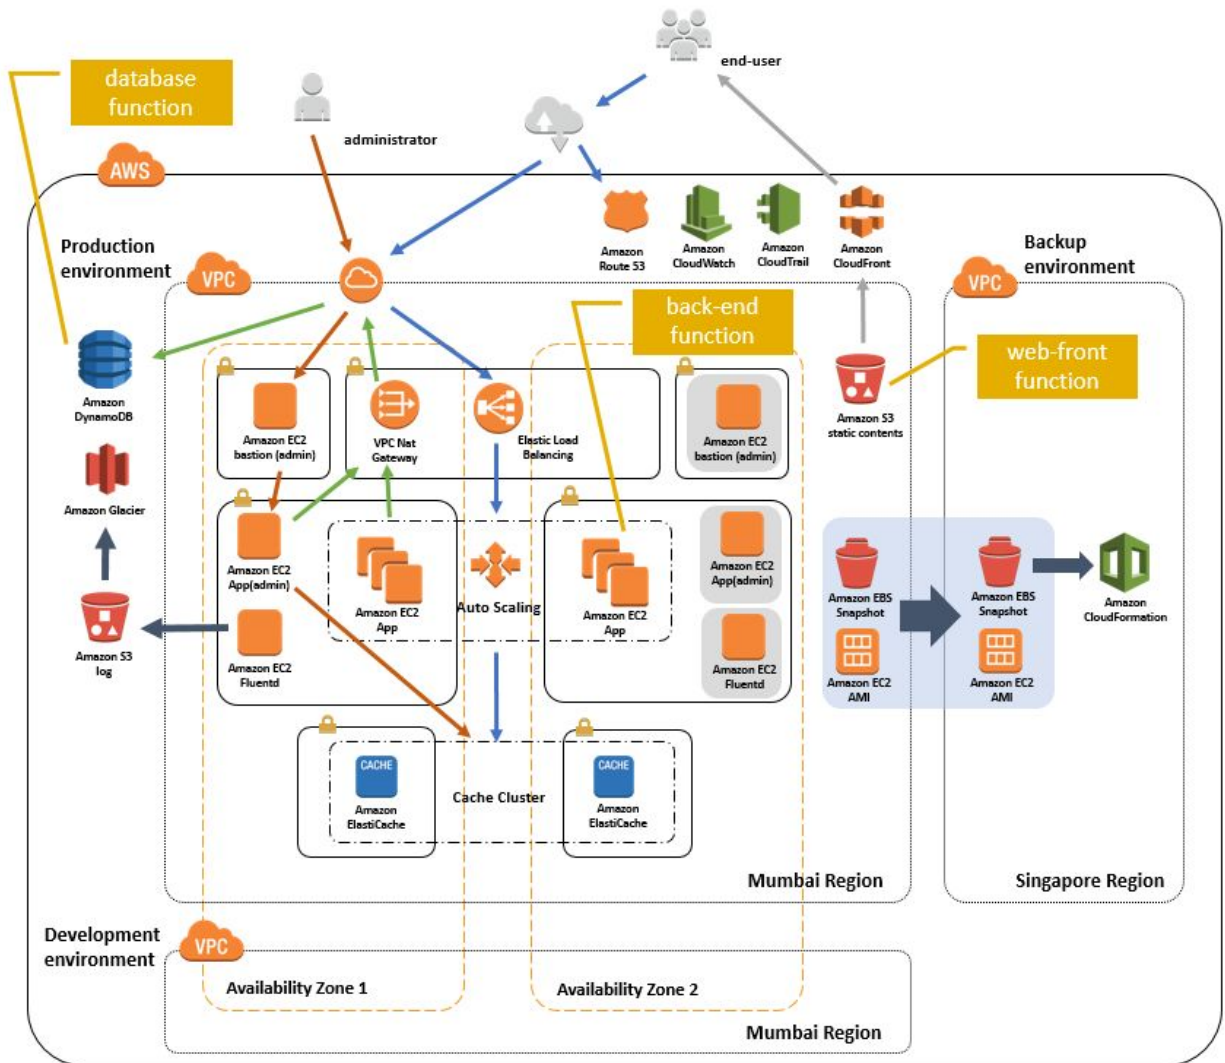 end-user
database
function
administrator
AWS
Amazon
Route 53
Amazon
CloudWatch
Amazon
CloudTrail
Amazon
CloudFront
Production
environment
Backup
environment
VPC
VPC
back-end
function
web-front
function
Amazon
DynamoDB
Amazon EC2
bastion (admin)
VPC Nat
Gateway
Elastic Load
Balancing
Amazon EC2
bastion (admin)
Amazon S3
static contents
Amazon Glacier
Amazon EC2
App(admin)
Amazon EC2
App
Auto Scaling
Amazon EC2
App
Amazon EC2
App(admin)
Amazon EBS
Snapshot
Amazon EBS
Snapshot
Amazon
CloudFormation
Amazon S3
log
Amazon EC2
Fluentd
Amazon EC2
Fluentd
Amazon EC2
AMI
Amazon EC2
AMI
CACHE
Amazon
ElastiCache
Cache Cluster
CACHE
Amazon
ElastiCache
Mumbai Region
Singapore Region
Development
environment
VPC
Availability Zone 1
Availability Zone 2
Mumbai Region